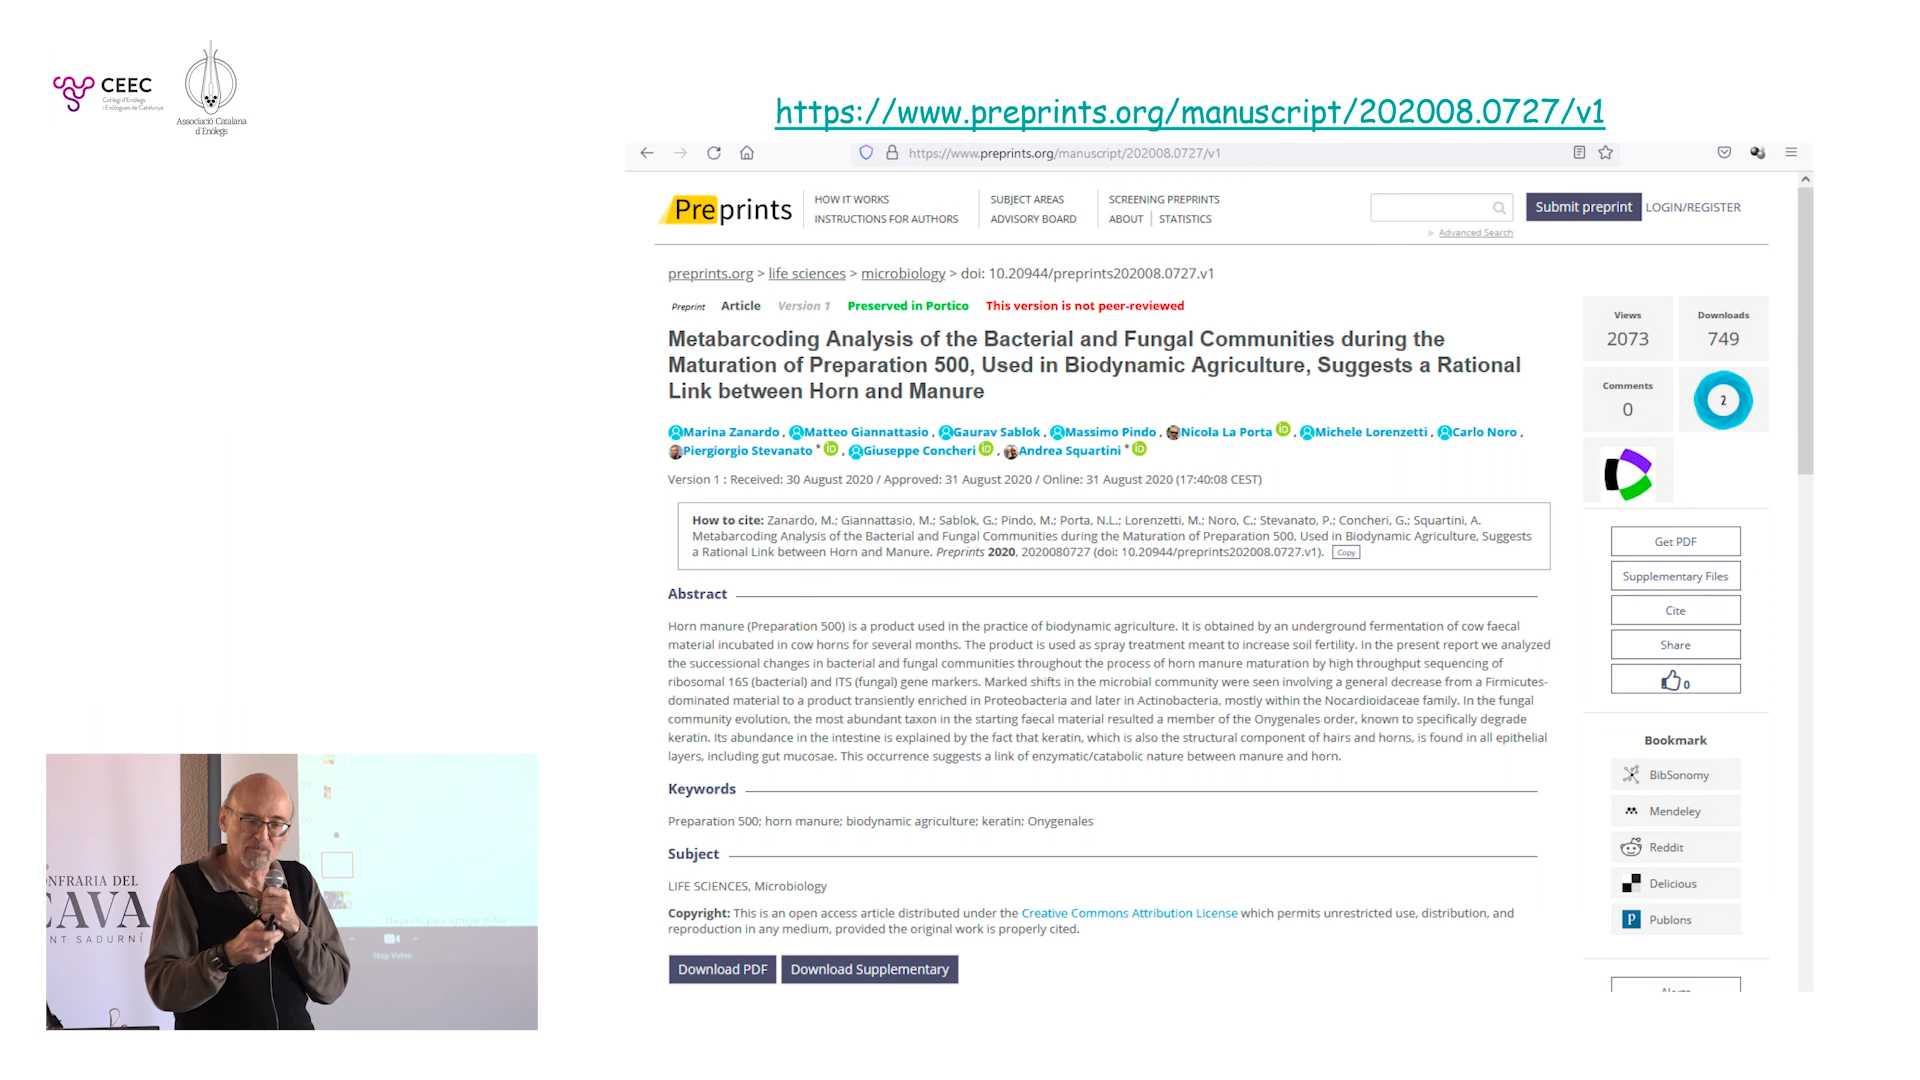 CEEC
Col·legi d'Enòlegs
i Enòlogues de Catalunya
Associació Catalana
d'Enòlegs
https://www.preprints.org/manuscript/202008.0727/v1
https://www.preprints.org/manuscript/202008.0727/v1
Preprints
HOW IT WORKS
INSTRUCTIONS FOR AUTHORS
SUBJECT AREAS
ADVISORY BOARD
SCREENING PREPRINTS
ABOUT | STATISTICS
Submit preprint
LOGIN/REGISTER
Advanced Search
preprints.org > life sciences > microbiology > doi: 10.20944/preprints202008.0727.v1
Preprint Article Version 1 Preserved in Portico This version is not peer-reviewed
Metabarcoding Analysis of the Bacterial and Fungal Communities during the
Maturation of Preparation 500, Used in Biodynamic Agriculture, Suggests a Rational
Link between Horn and Manure
Marina Zanardo , Matteo Giannattasio , Gaurav Sablok , Massimo Pindo , Nicola La Porta iD , Michele Lorenzetti , Carlo Noro ,
Piergiorgio Stevanato * iD , Giuseppe Concheri iD , Andrea Squartini * iD
Version 1 : Received: 30 August 2020 / Approved: 31 August 2020 / Online: 31 August 2020 (17:40:08 CEST)
How to cite: Zanardo, M.; Giannattasio, M.; Sablok, G.; Pindo, M.; Porta, N.L.; Lorenzetti, M.; Noro, C.; Stevanato, P.; Concheri, G.; Squartini, A.
Metabarcoding Analysis of the Bacterial and Fungal Communities during the Maturation of Preparation 500, Used in Biodynamic Agriculture, Suggests
a Rational Link between Horn and Manure. Preprints 2020, 2020080727 (doi: 10.20944/preprints202008.0727.v1). Copy
Abstract
Horn manure (Preparation 500) is a product used in the practice of biodynamic agriculture. It is obtained by an underground fermentation of cow faecal
material incubated in cow horns for several months. The product is used as spray treatment meant to increase soil fertility. In the present report we analyzed
the successional changes in bacterial and fungal communities throughout the process of horn manure maturation by high throughput sequencing of
ribosomal 16S (bacterial) and ITS (fungal) gene markers. Marked shifts in the microbial community were seen involving a general decrease from a Firmicutes-
dominated material to a product transiently enriched in Proteobacteria and later in Actinobacteria, mostly within the Nocardioidaceae family. In the fungal
community evolution, the most abundant taxon in the starting faecal material resulted a member of the Onygenales order, known to specifically degrade
keratin. Its abundance in the intestine is explained by the fact that keratin, which is also the structural component of hairs and horns, is found in all epithelial
layers, including gut mucosae. This occurrence suggests a link of enzymatic/catabolic nature between manure and horn.
Keywords
Preparation 500; horn manure; biodynamic agriculture; keratin; Onygenales
Subject
LIFE SCIENCES, Microbiology
Copyright: This is an open access article distributed under the Creative Commons Attribution License which permits unrestricted use, distribution, and
reproduction in any medium, provided the original work is properly cited.
Download PDF
Download Supplementary
Views
2073
Downloads
749
Comments
0
2
Get PDF
Supplementary Files
Cite
Share
0
Bookmark
BibSonomy
Mendeley
Reddit
Delicious
P Publons
Alerts
NFRARIA DEL
CAVA
NT SADURNÍ
Stop Video